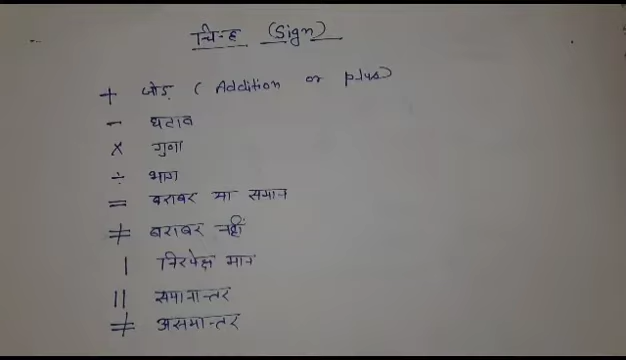 चिन्ह (Sign)
+ जोड़ (Addition or plus)
− घटाव
× गुणा
÷ भाग
= बराबर या समान
≠ बराबर नहीं
| निरपेक्ष मान
|| समानान्तर
≠ असमान्तर